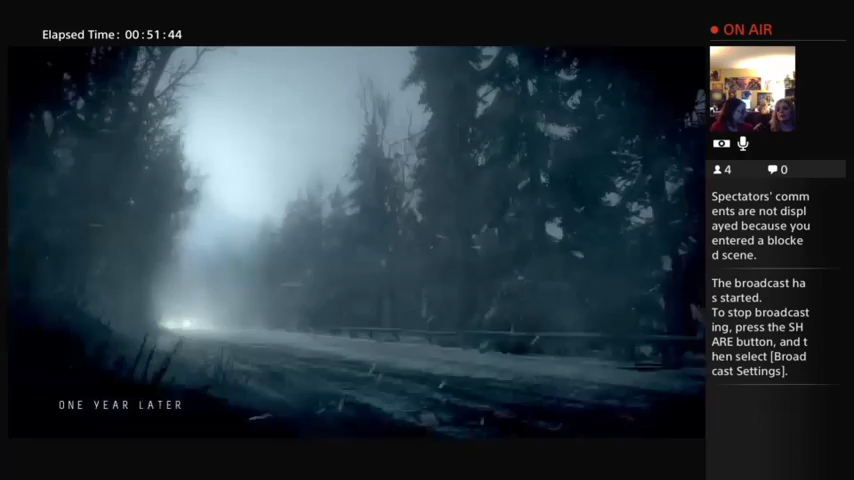 Elapsed Time: 00:51:44
ON AIR
4
0
Spectators' comm
ents are not displ
ayed because you
entered a blocke
d scene.
The broadcast ha
s started.
To stop broadcast
ing, press the SH
ARE button, and t
hen select [Broad
cast Settings].
ONE YEAR LATER